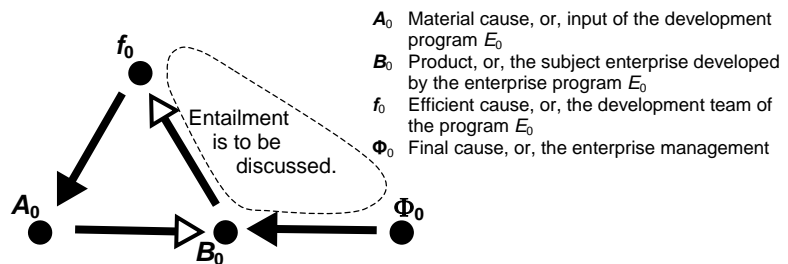 f₀
Entailment
is to be
discussed.
A₀
B₀
Φ₀
A₀ Material cause, or, input of the development
program E₀
B₀ Product, or, the subject enterprise developed
by the enterprise program E₀
f₀ Efficient cause, or, the development team of
the program E₀
Φ₀ Final cause, or, the enterprise management